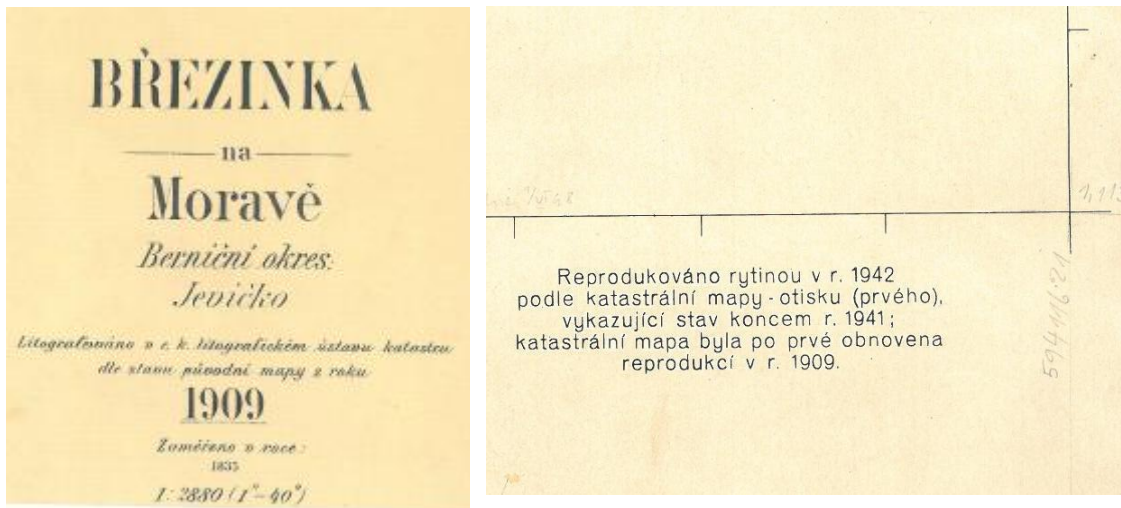 BŘEZINKA
na
Moravě
Berniční okres:
Jevíčko
Litografováno v c. k. litografickém ústavu katastru
dle stavu původní mapy z roku
1909
Zaměřeno v roce:
1835
1:2880 (1"=40°)
Reprodukováno rytinou v r. 1942
podle katastrální mapy - otisku (prvého),
vykazující stav koncem r. 1941;
katastrální mapa byla po prvé obnovena
reprodukcí v r. 1909.